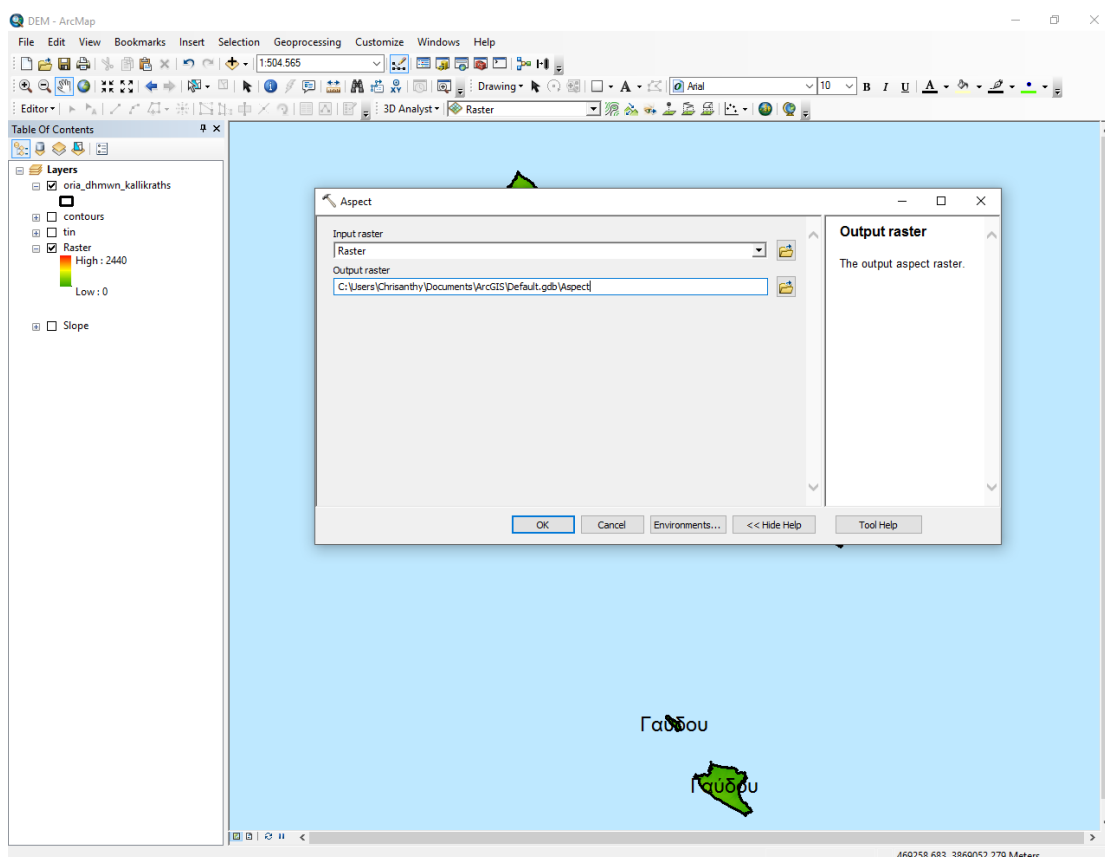 DEM - ArcMap
File Edit View Bookmarks Insert Selection Geoprocessing Customize Windows Help
1:504.565
Drawing Arial 10 B I U A
Editor 3D Analyst Raster
Table Of Contents
Layers
oria_dhmwn_kallikraths
contours
tin
Raster
High : 2440
Low : 0
Slope
Aspect
Input raster
Raster
Output raster
C:\Users\Chrisanthy\Documents\ArcGIS\Default.gdb\Aspect
OK Cancel Environments... << Hide Help Tool Help
Output raster
The output aspect raster.
Γαύδου
Γαύδου
469258,683 3869052,279 Meters